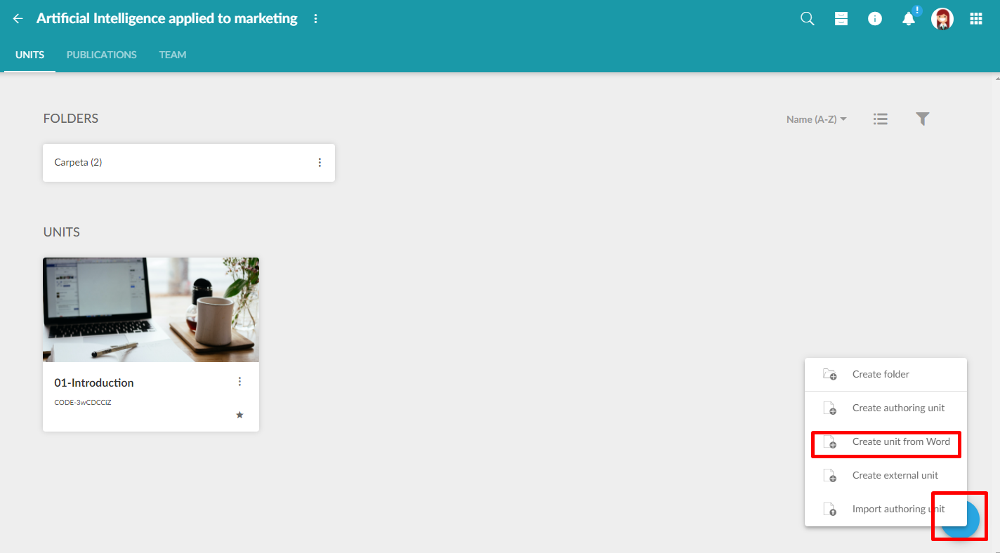 Artificial Intelligence applied to marketing
!
UNITS PUBLICATIONS TEAM
FOLDERS
Name (A-Z)
Carpeta (2)
UNITS
01-Introduction
CODE-3wCDCCiZ
Create folder
Create authoring unit
Create unit from Word
Create external unit
Import authoring unit